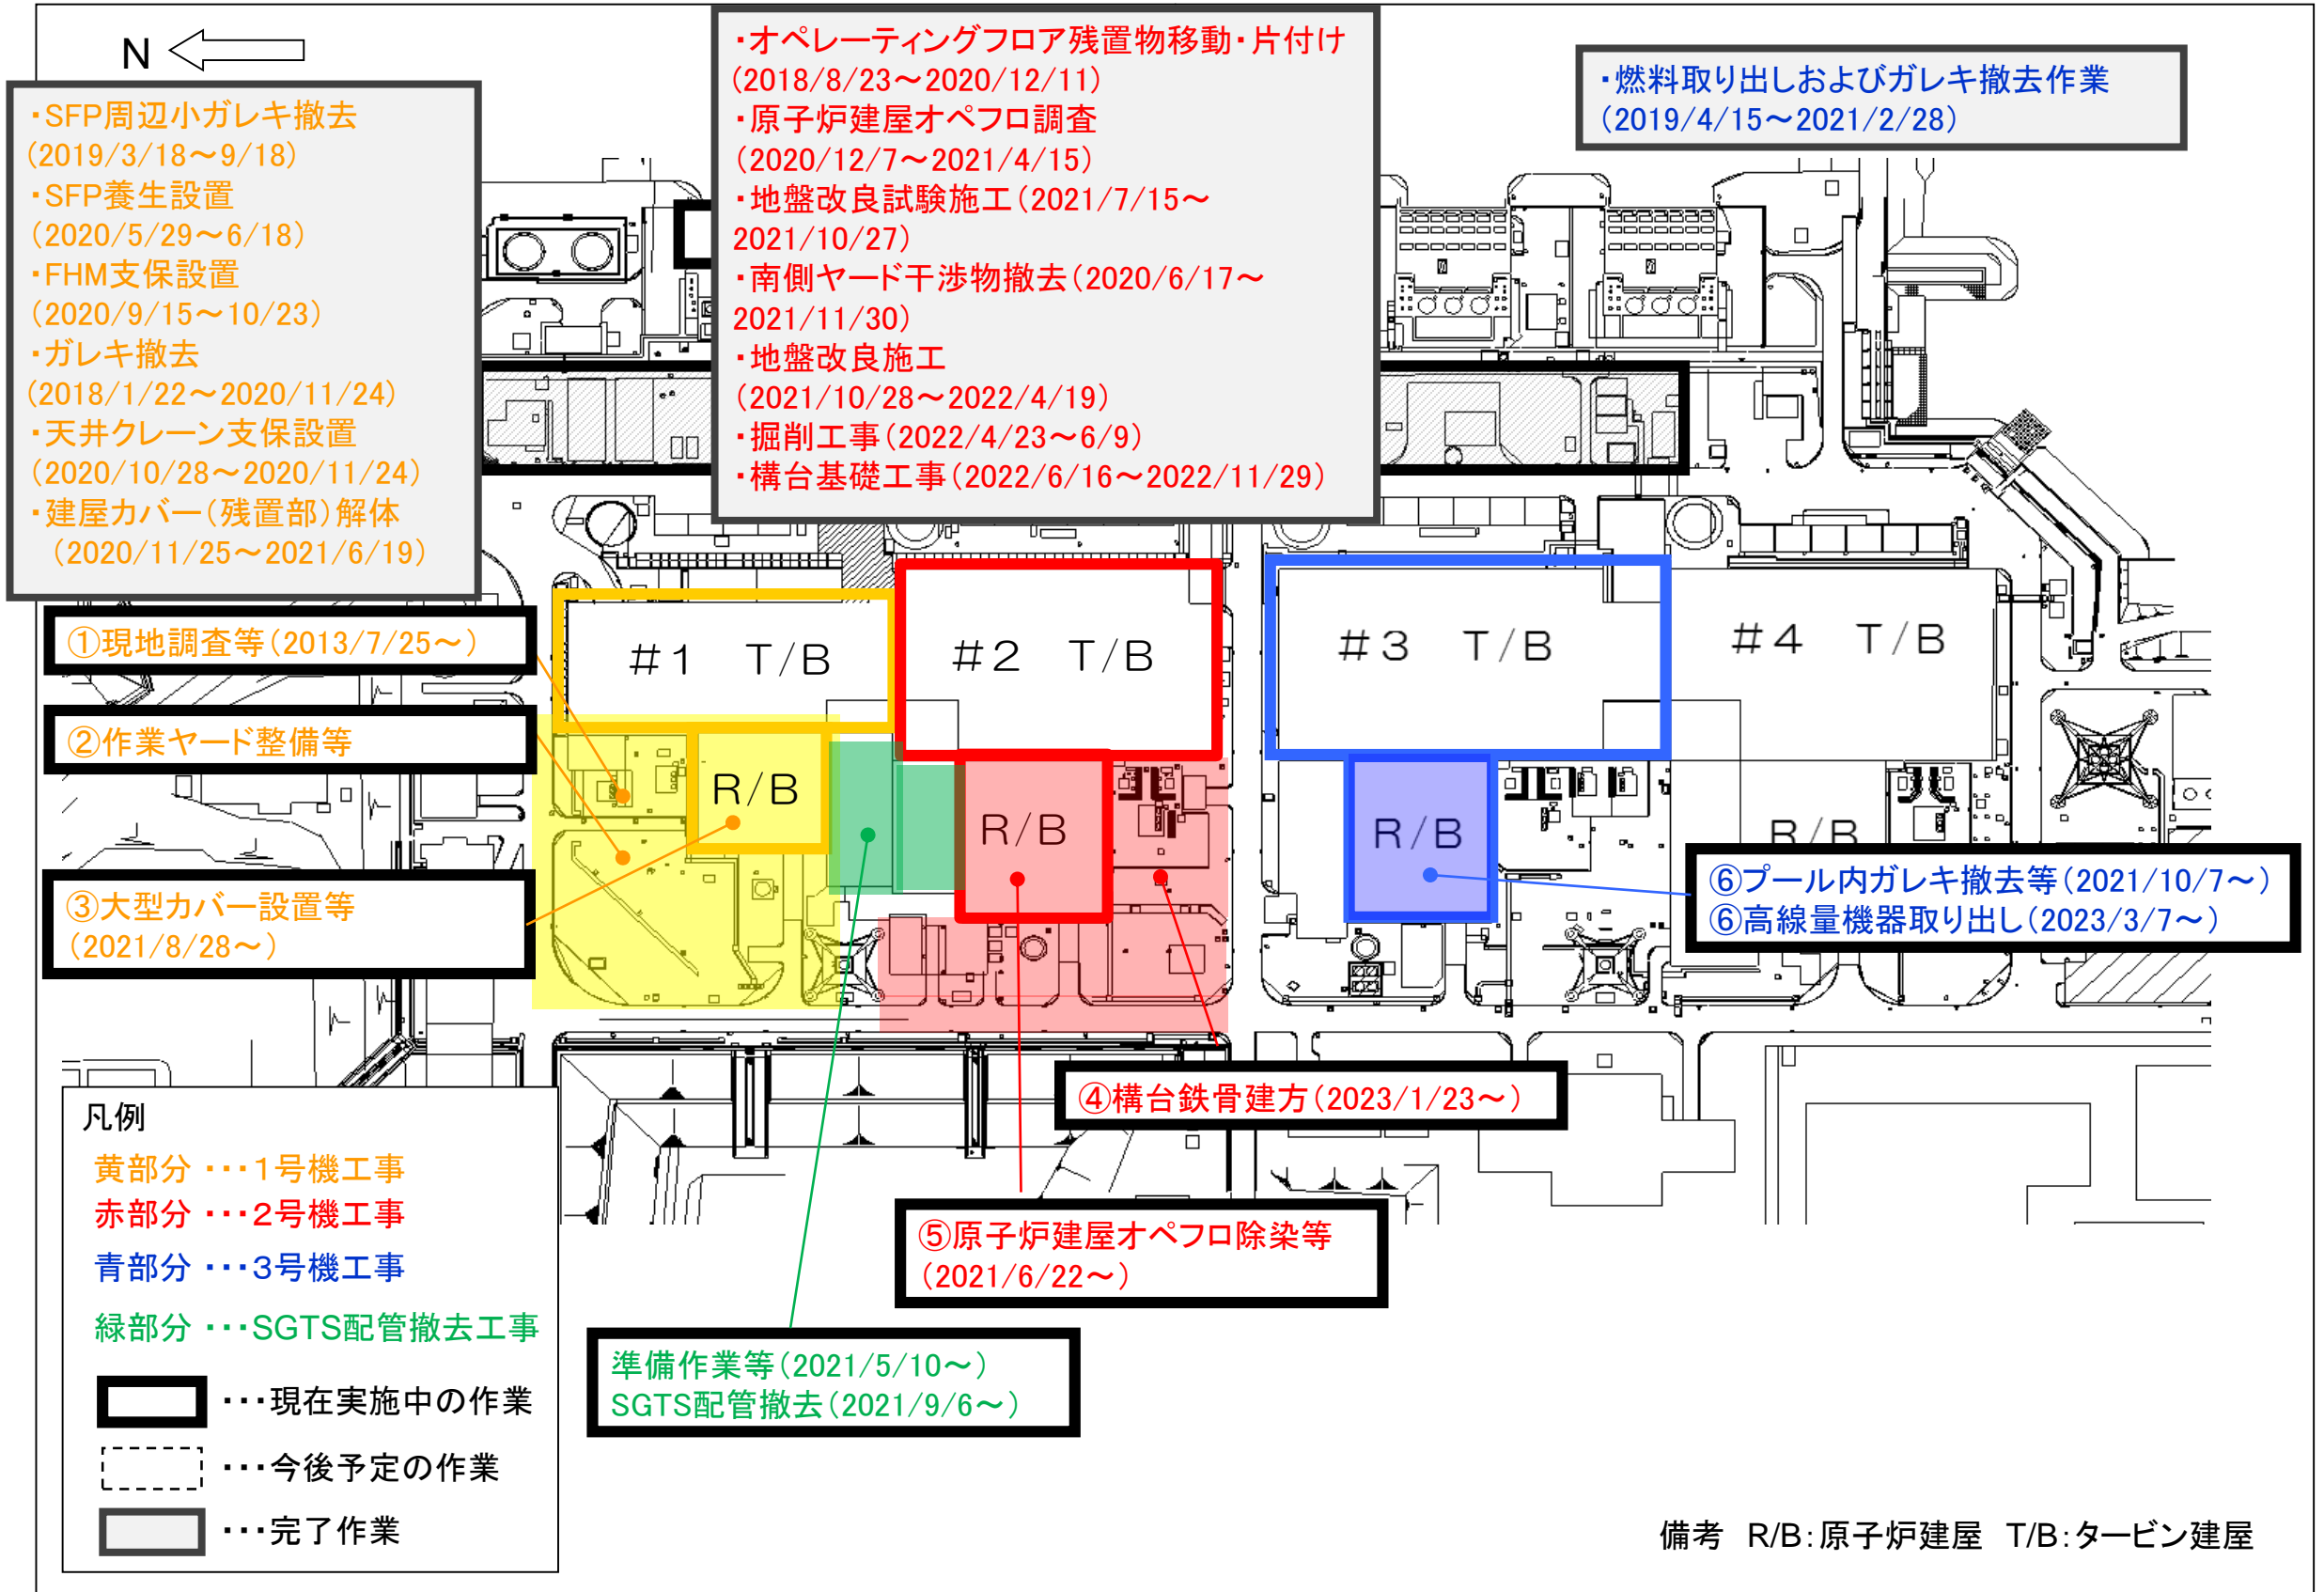 N
・SFP周辺小ガレキ撤去
(2019/3/18～9/18)
・SFP養生設置
(2020/5/29～6/18)
・FHM支保設置
(2020/9/15～10/23)
・ガレキ撤去
(2018/1/22～2020/11/24)
・天井クレーン支保設置
(2020/10/28～2020/11/24)
・建屋カバー(残置部)解体
(2020/11/25～2021/6/19)
・オペレーティングフロア残置物移動・片付け
(2018/8/23～2020/12/11)
・原子炉建屋オペフロ調査
(2020/12/7～2021/4/15)
・地盤改良試験施工(2021/7/15～
2021/10/27)
・南側ヤード干渉物撤去(2020/6/17～
2021/11/30)
・地盤改良施工
(2021/10/28～2022/4/19)
・掘削工事(2022/4/23～6/9)
・構台基礎工事(2022/6/16～2022/11/29)
・燃料取り出しおよびガレキ撤去作業
(2019/4/15～2021/2/28)
①現地調査等(2013/7/25～)
②作業ヤード整備等
③大型カバー設置等
(2021/8/28～)
#1 T/B
#2 T/B
#3 T/B
#4 T/B
R/B
R/B
R/B
R/B
⑥プール内ガレキ撤去等(2021/10/7～)
⑥高線量機器取り出し(2023/3/7～)
④構台鉄骨建方(2023/1/23～)
⑤原子炉建屋オペフロ除染等
(2021/6/22～)
準備作業等(2021/5/10～)
SGTS配管撤去(2021/9/6～)
凡例
黄部分 ・・・1号機工事
赤部分 ・・・2号機工事
青部分 ・・・3号機工事
緑部分 ・・・SGTS配管撤去工事
・・・現在実施中の作業
・・・今後予定の作業
・・・完了作業
備考 R/B:原子炉建屋 T/B:タービン建屋